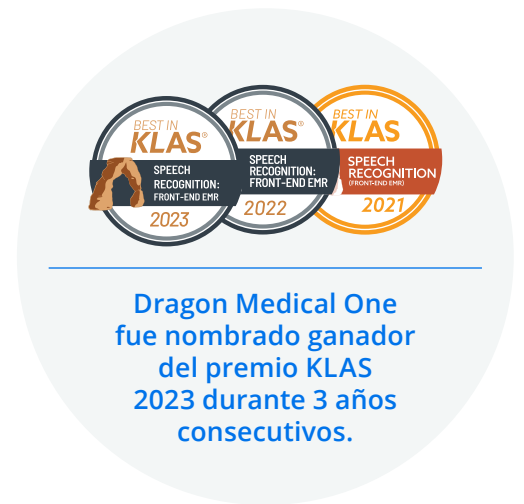 BEST IN
KLAS®
SPEECH
RECOGNITION:
FRONT-END EMR
2023
BEST IN
KLAS®
SPEECH
RECOGNITION:
FRONT-END EMR
2022
BEST IN
KLAS
SPEECH
RECOGNITION
(FRONT-END EMR)
2021
Dragon Medical One
fue nombrado ganador
del premio KLAS
2023 durante 3 años
consecutivos.